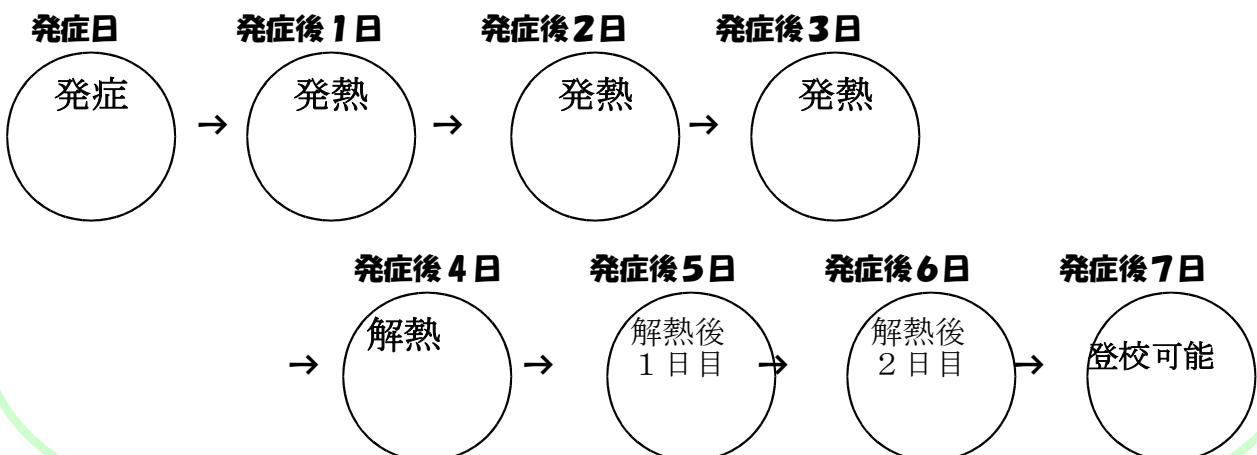 発症日 発症後1日 発症後2日 発症後3日
発症 → 発熱 → 発熱 → 発熱
発症後4日 発症後5日 発症後6日 発症後7日
→ 解熱 → 解熱後 → 解熱後 → 登校可能
１日目 ２日目